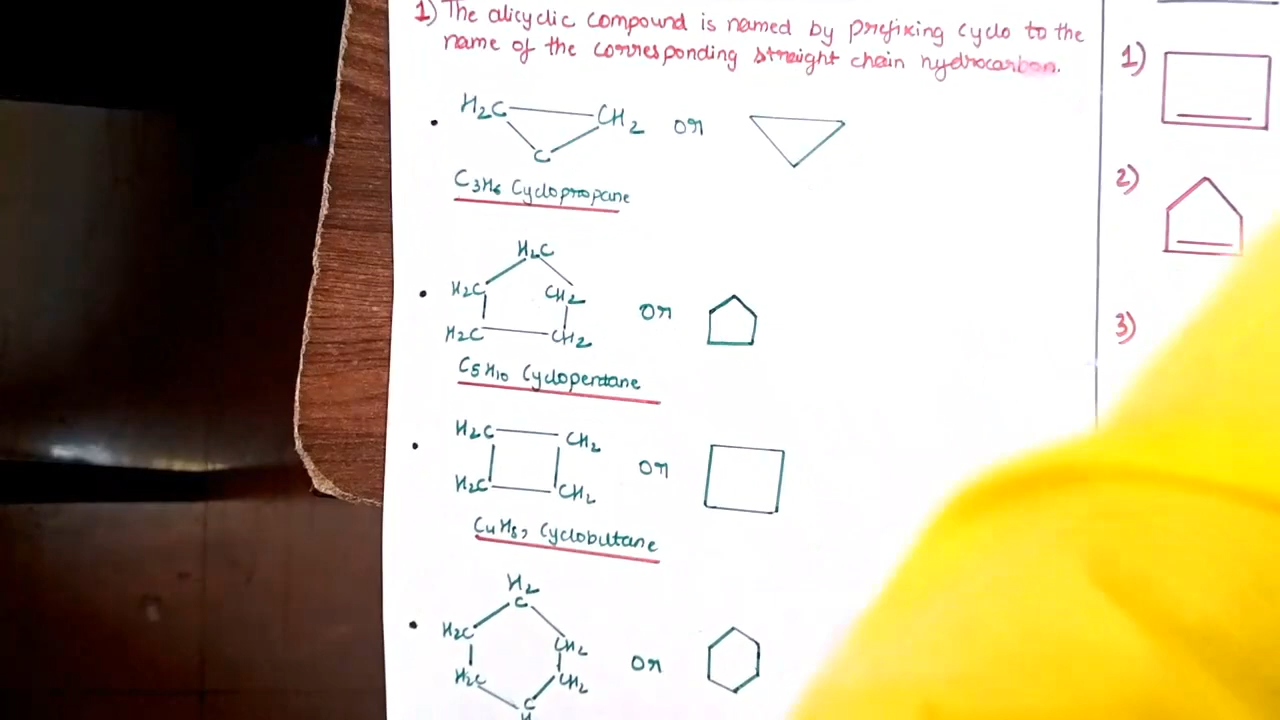 1) The alicyclic compound is named by prefixing cyclo to the
name of the corresponding straight chain hydrocarbon.
H2C CH2 or
C
C3H6 Cyclopropane
H2C
H2C CH2 or
H2C CH2
C5H10 Cyclopentane
H2C CH2
or
H2C CH2
C4H8, Cyclobutane
H2
C
H2C CH2 or
H2C CH2
C
1)
2)
3)